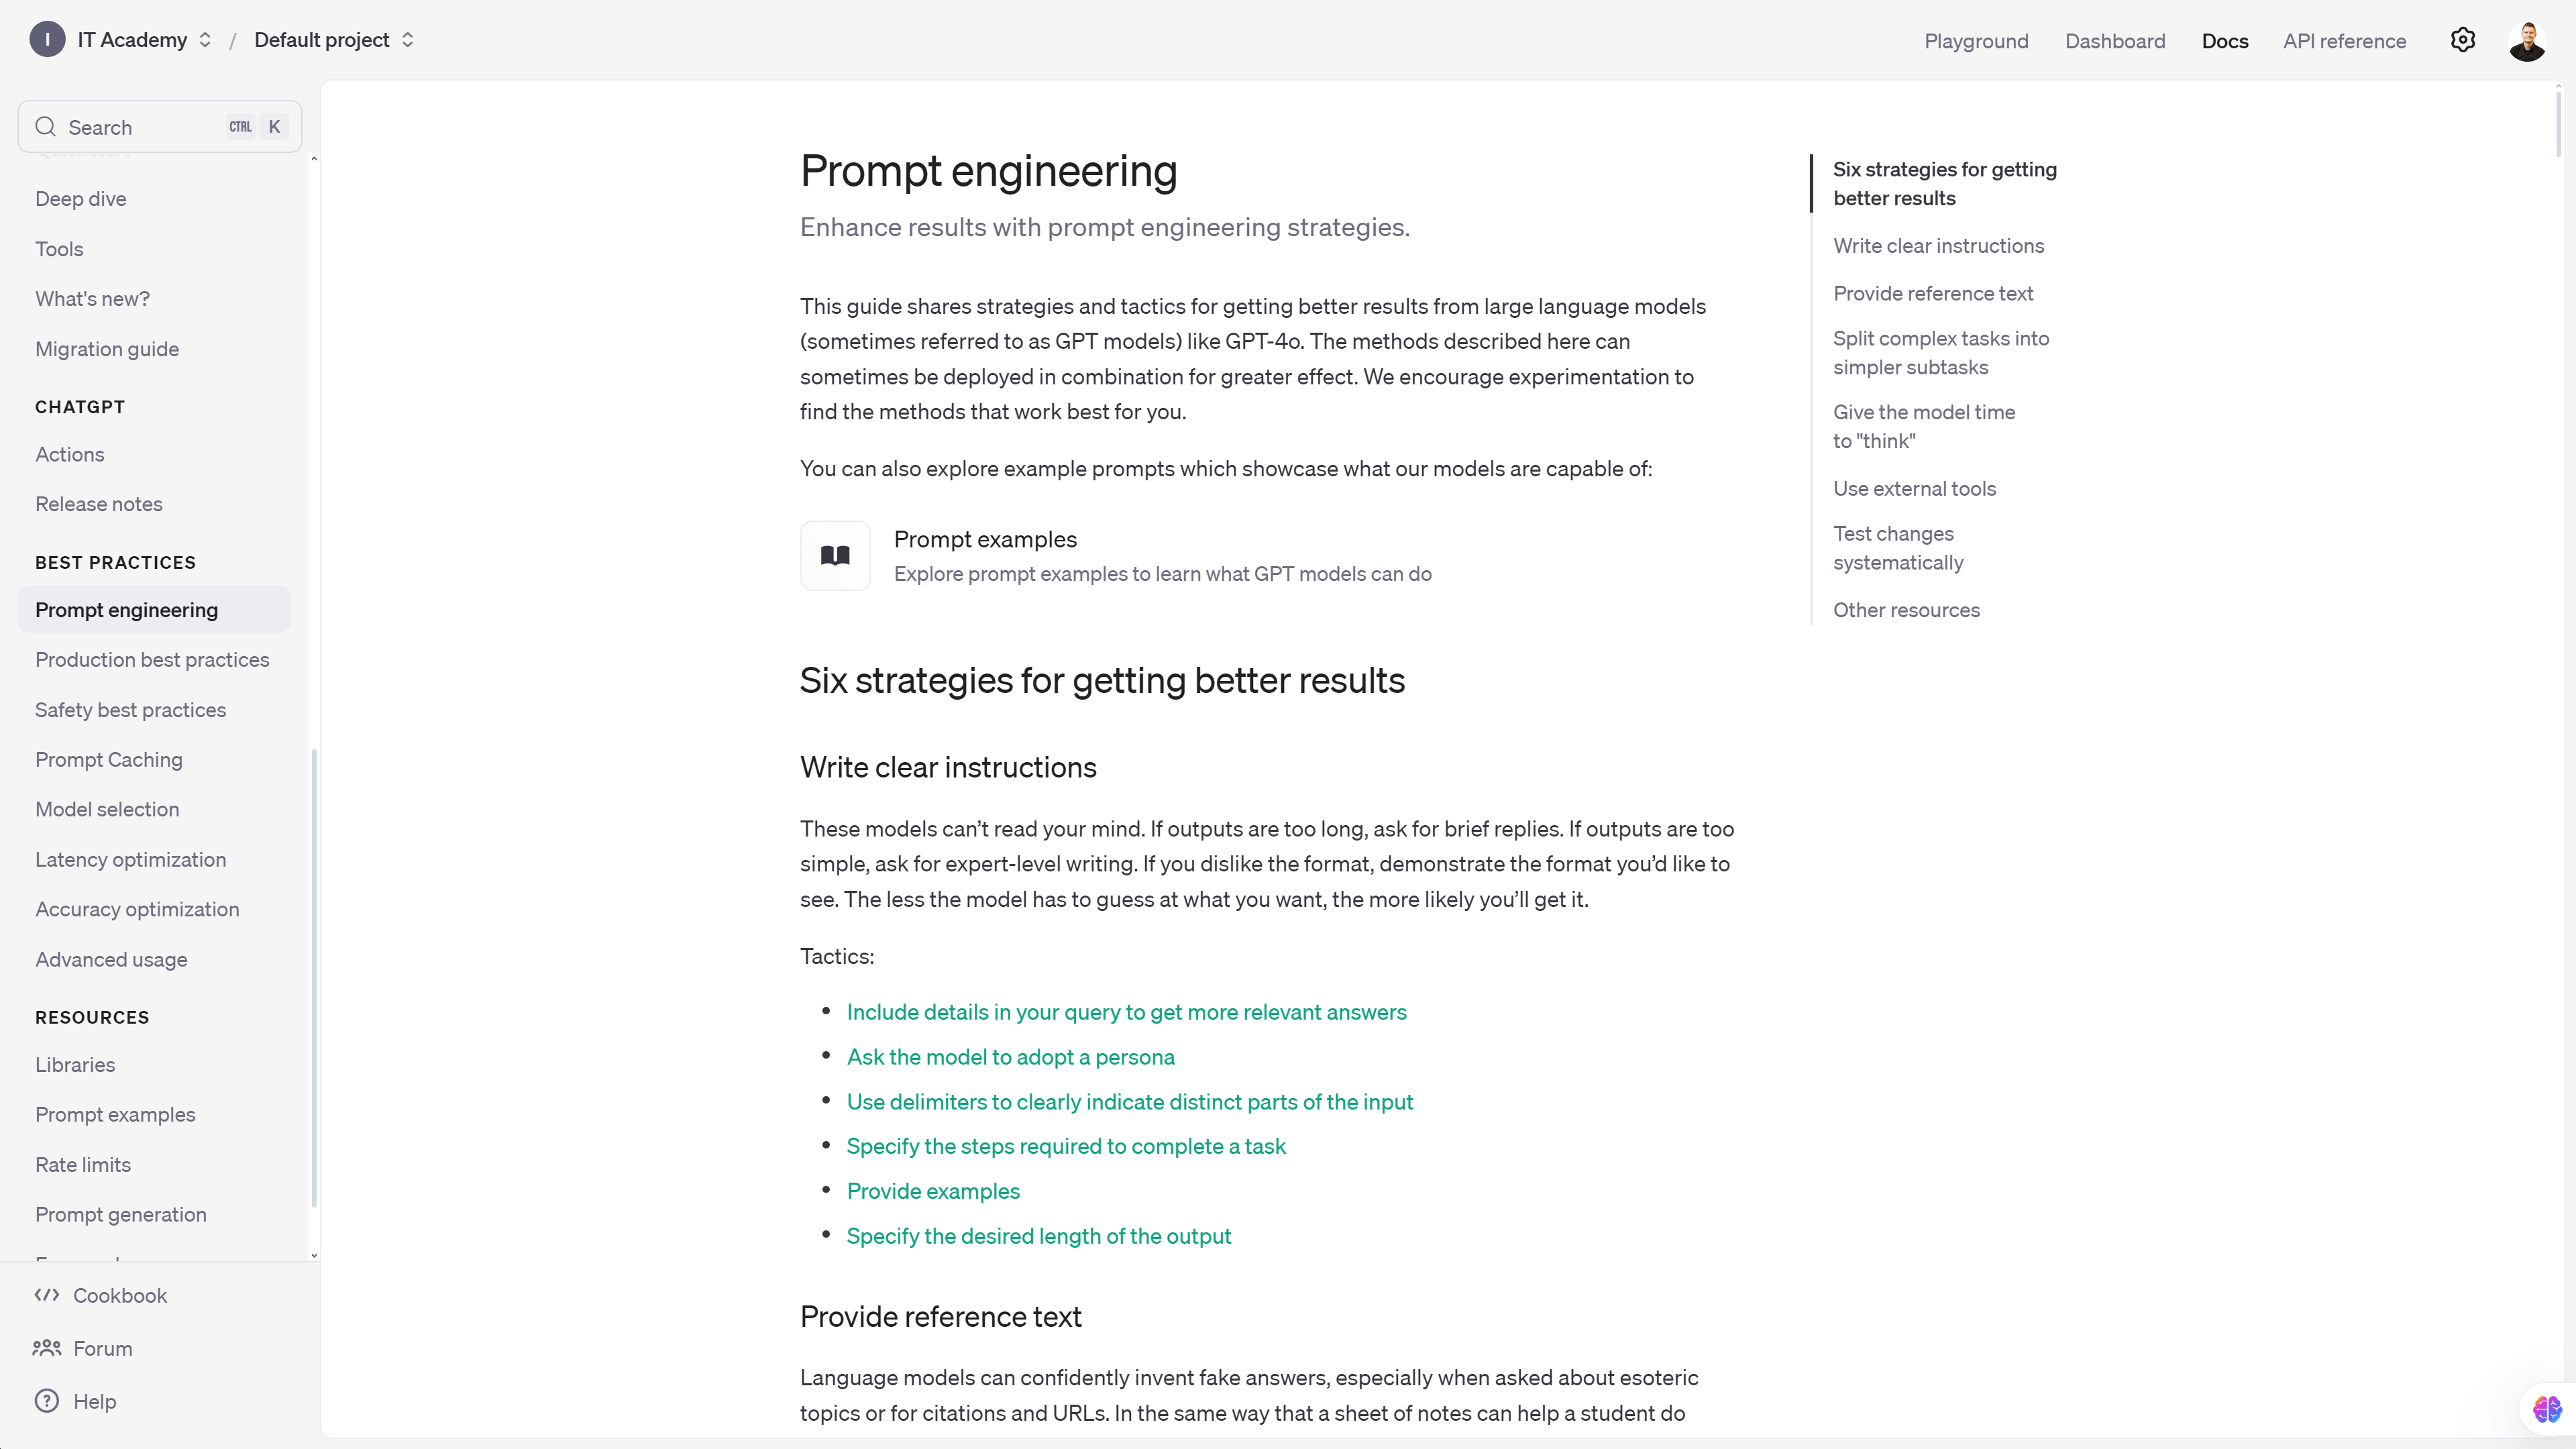 I IT Academy / Default project
Playground Dashboard Docs API reference
Search CTRL K
Deep dive
Tools
What's new?
Migration guide
CHATGPT
Actions
Release notes
BEST PRACTICES
Prompt engineering
Production best practices
Safety best practices
Prompt Caching
Model selection
Latency optimization
Accuracy optimization
Advanced usage
RESOURCES
Libraries
Prompt examples
Rate limits
Prompt generation
Cookbook
Forum
Help
Prompt engineering
Enhance results with prompt engineering strategies.
This guide shares strategies and tactics for getting better results from large language models
(sometimes referred to as GPT models) like GPT-4o. The methods described here can
sometimes be deployed in combination for greater effect. We encourage experimentation to
find the methods that work best for you.
You can also explore example prompts which showcase what our models are capable of:
Prompt examples
Explore prompt examples to learn what GPT models can do
Six strategies for getting better results
Write clear instructions
These models can’t read your mind. If outputs are too long, ask for brief replies. If outputs are too
simple, ask for expert-level writing. If you dislike the format, demonstrate the format you’d like to
see. The less the model has to guess at what you want, the more likely you’ll get it.
Tactics:
• Include details in your query to get more relevant answers
• Ask the model to adopt a persona
• Use delimiters to clearly indicate distinct parts of the input
• Specify the steps required to complete a task
• Provide examples
• Specify the desired length of the output
Provide reference text
Language models can confidently invent fake answers, especially when asked about esoteric
topics or for citations and URLs. In the same way that a sheet of notes can help a student do
Six strategies for getting
better results
Write clear instructions
Provide reference text
Split complex tasks into
simpler subtasks
Give the model time
to "think"
Use external tools
Test changes
systematically
Other resources